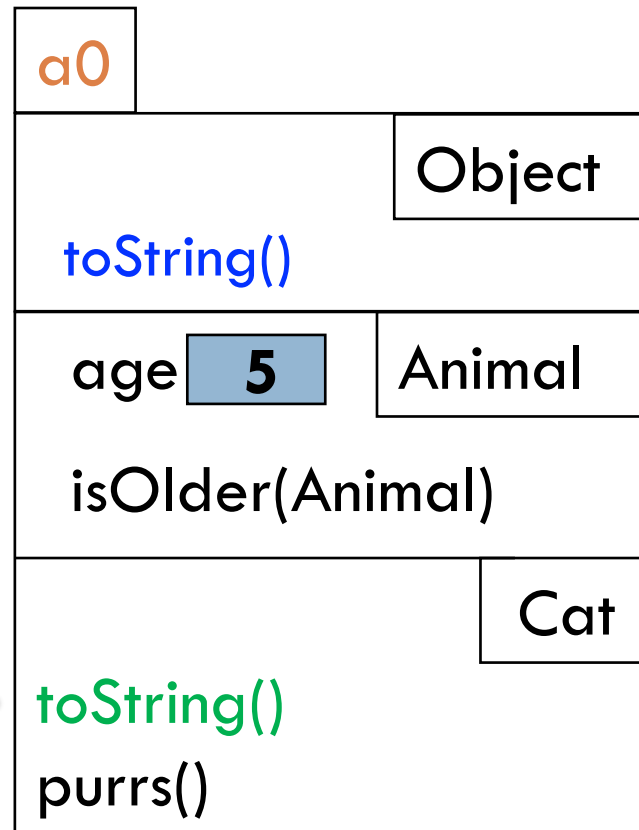 a0
Object
toString()
age 5 Animal
isOlder(Animal)
Cat
toString()
purrs()